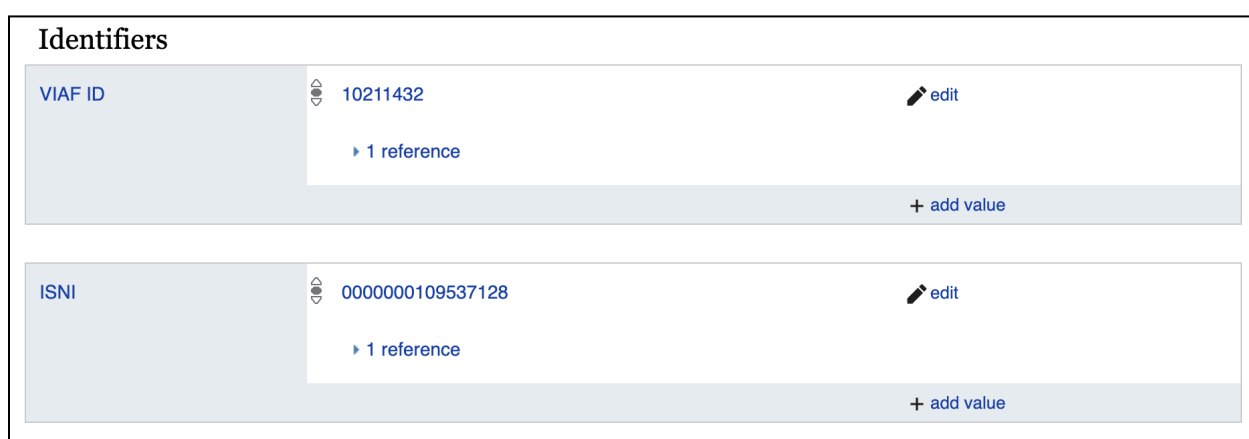 Identifiers
VIAF ID
10211432
edit
1 reference
+ add value
ISNI
0000000109537128
edit
1 reference
+ add value